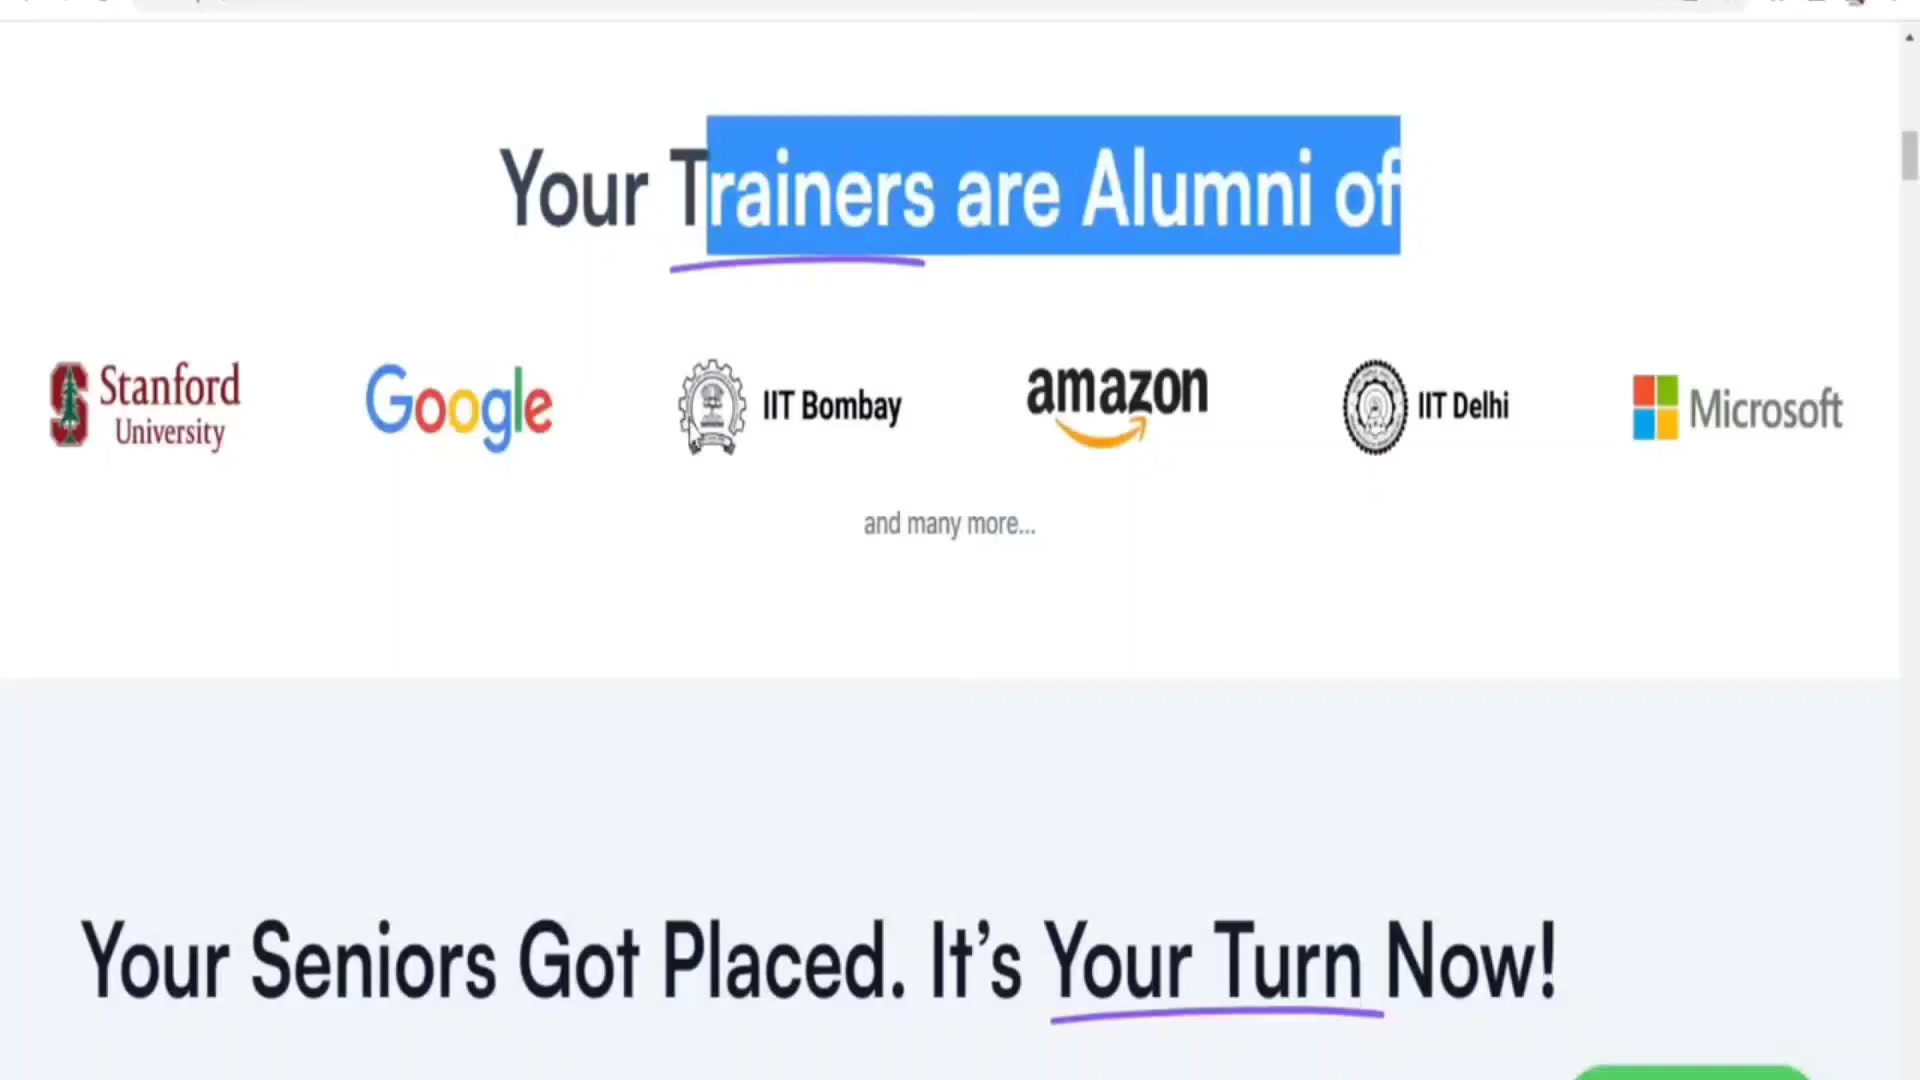 Your Trainers are Alumni of
Stanford
University
Google
IIT Bombay
amazon
IIT Delhi
Microsoft
and many more...
Your Seniors Got Placed. It's Your Turn Now!